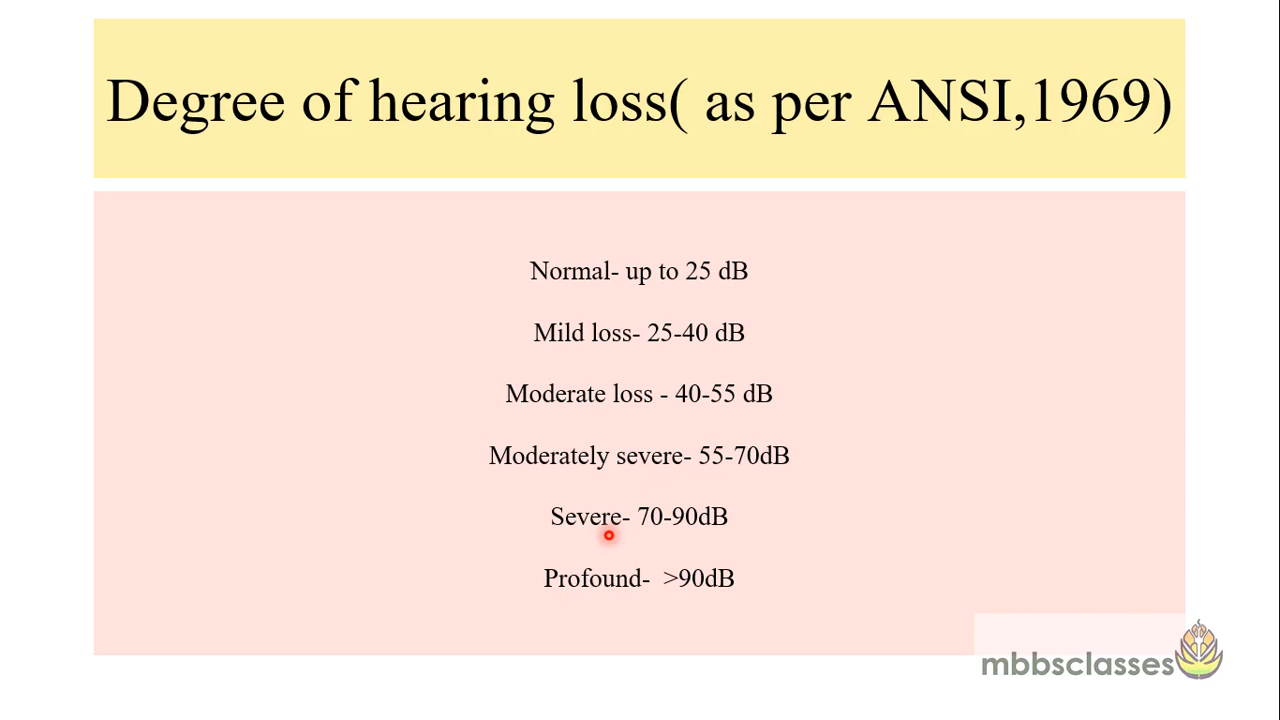 Degree of hearing loss( as per ANSI,1969)
Normal- up to 25 dB
Mild loss- 25-40 dB
Moderate loss - 40-55 dB
Moderately severe- 55-70dB
Severe- 70-90dB
Profound-  >90dB
mbbsclasses